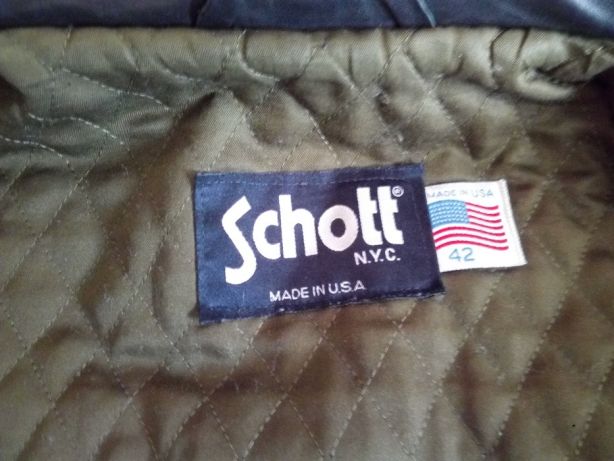 Schott®
N.Y.C.
MADE IN U.S.A
MADE IN USA
42